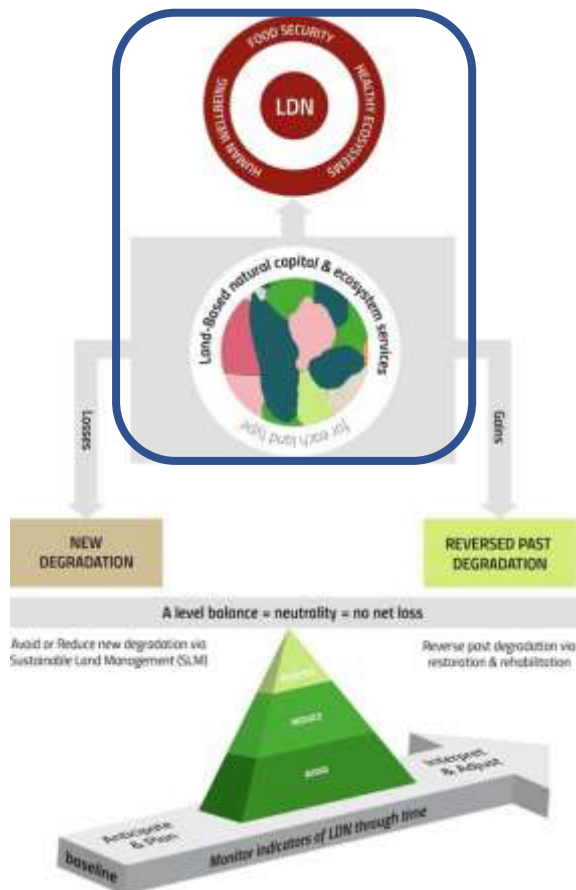 FOOD SECURITY
HUMAN WELLBEING
HEALTHY ECOSYSTEMS
LDN
Land-Based natural capital & ecosystem services
for each land type
Losses
Gains
NEW
DEGRADATION
REVERSED PAST
DEGRADATION
A level balance = neutrality = no net loss
Avoid or Reduce new degradation via
Sustainable Land Management (SLM)
Reverse past degradation via
restoration & rehabilitation
REDUCE
AVOID
Anticipate
& Plan
Interpret
& Adjust
baseline
Monitor indicators of LDN through time